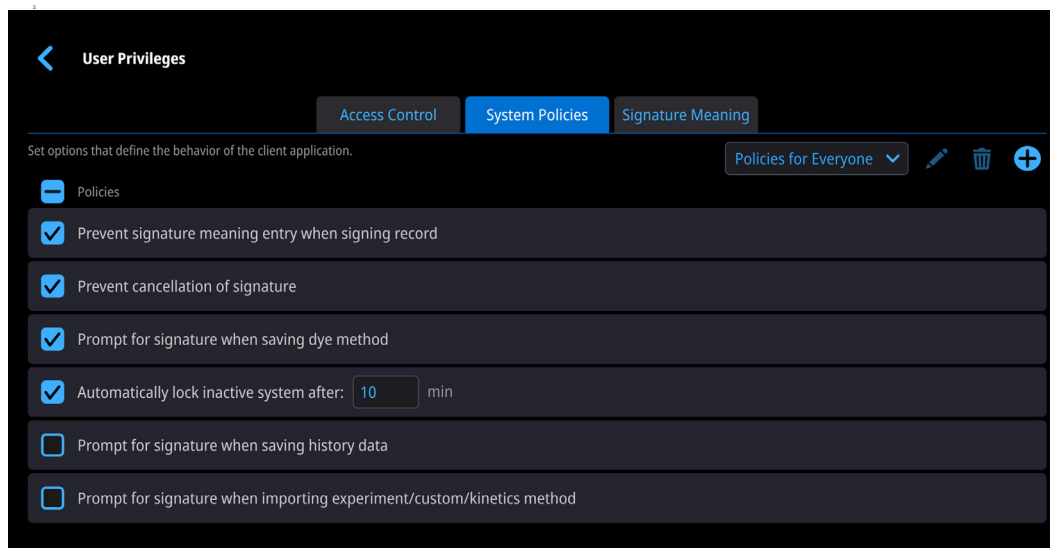 1
User Privileges
Access Control
System Policies
Signature Meaning
Set options that define the behavior of the client application.
Policies for Everyone
Policies
Prevent signature meaning entry when signing record
Prevent cancellation of signature
Prompt for signature when saving dye method
Automatically lock inactive system after: 10 min
Prompt for signature when saving history data
Prompt for signature when importing experiment/custom/kinetics method